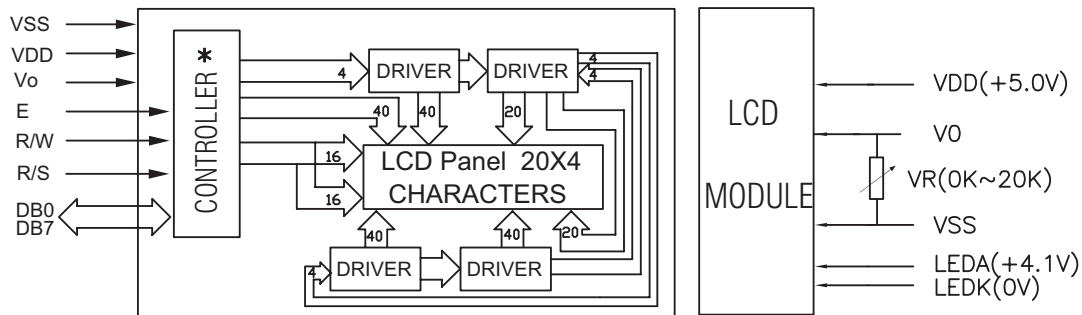 VSS
VDD
Vo
E
R/W
R/S
DB0
DB7
CONTROLLER *
4
DRIVER
DRIVER
4
4
40
40
20
16
16
LCD Panel 20X4
CHARACTERS
40
40
20
4
DRIVER
DRIVER
LCD
MODULE
VDD(+5.0V)
VO
VR(0K~20K)
VSS
LEDA(+4.1V)
LEDK(0V)